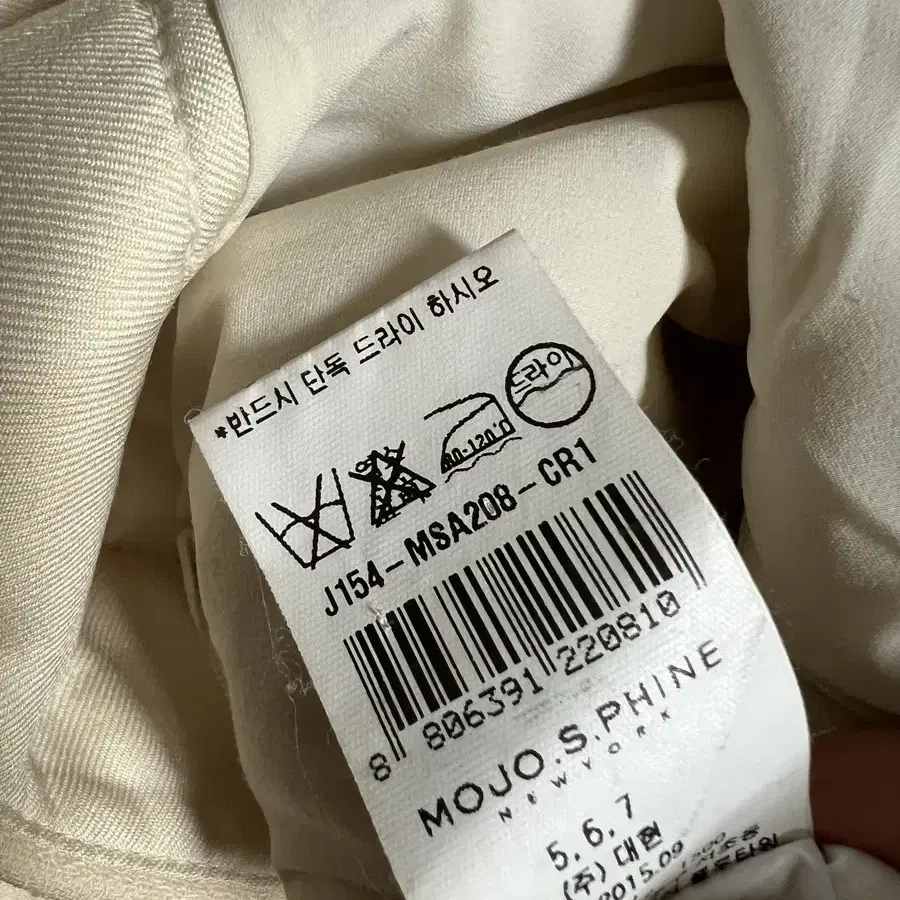 *반드시 단독 드라이 하시오
드라이
80-120℃
J154-MSA208-CR1
8 806391 220810
MOJO.S.PHINE
NEWYORK
5.6.7
(주) 대현
2015.09